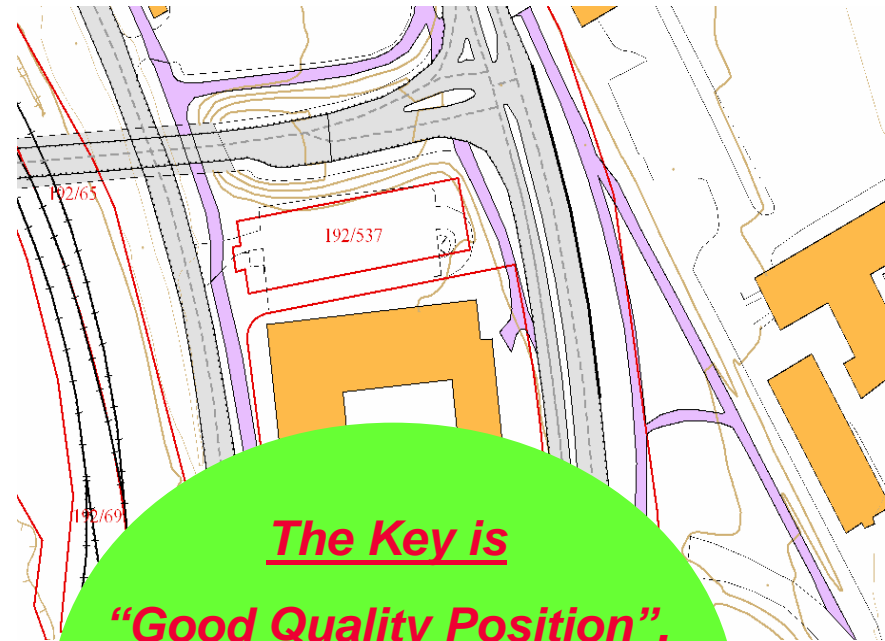 192/65
192/537
192/69
The Key is
“Good Quality Position”.